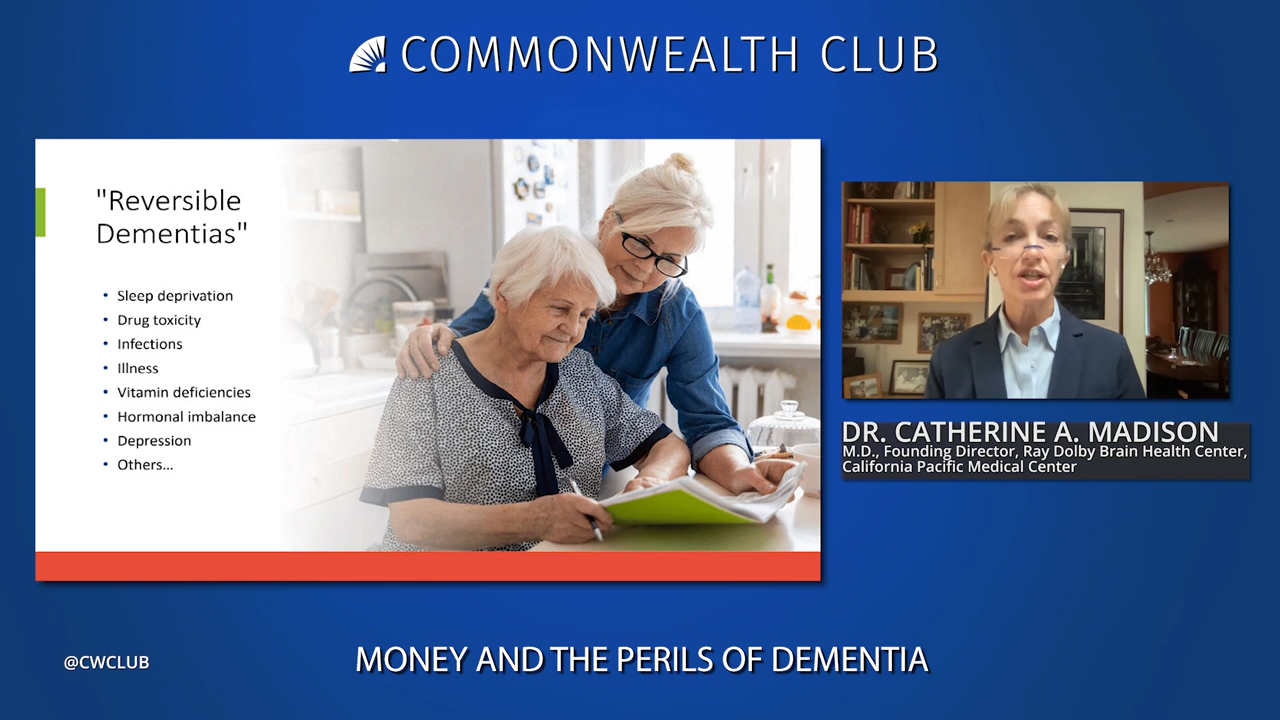 COMMONWEALTH CLUB
"Reversible
Dementias"
• Sleep deprivation
• Drug toxicity
• Infections
• Illness
• Vitamin deficiencies
• Hormonal imbalance
• Depression
• Others...
DR. CATHERINE A. MADISON
M.D., Founding Director, Ray Dolby Brain Health Center,
California Pacific Medical Center
@CWCLUB
MONEY AND THE PERILS OF DEMENTIA